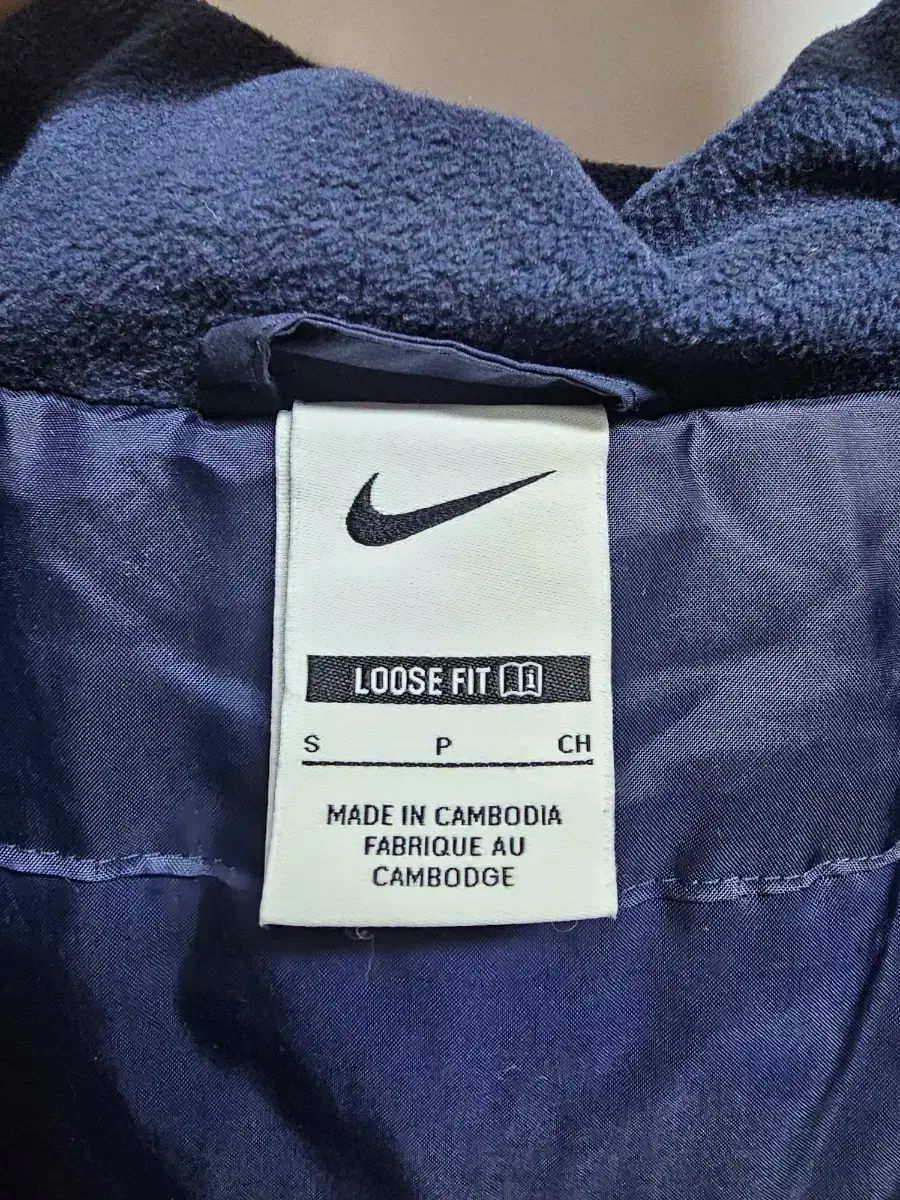 LOOSE FIT
S P CH
MADE IN CAMBODIA
FABRIQUE AU
CAMBODGE